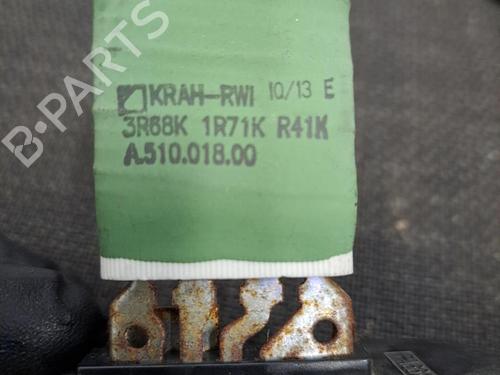 KRAH-RWI 10/13 E
3R68K 1R71K R41K
A.510.018.00
B-PARTS